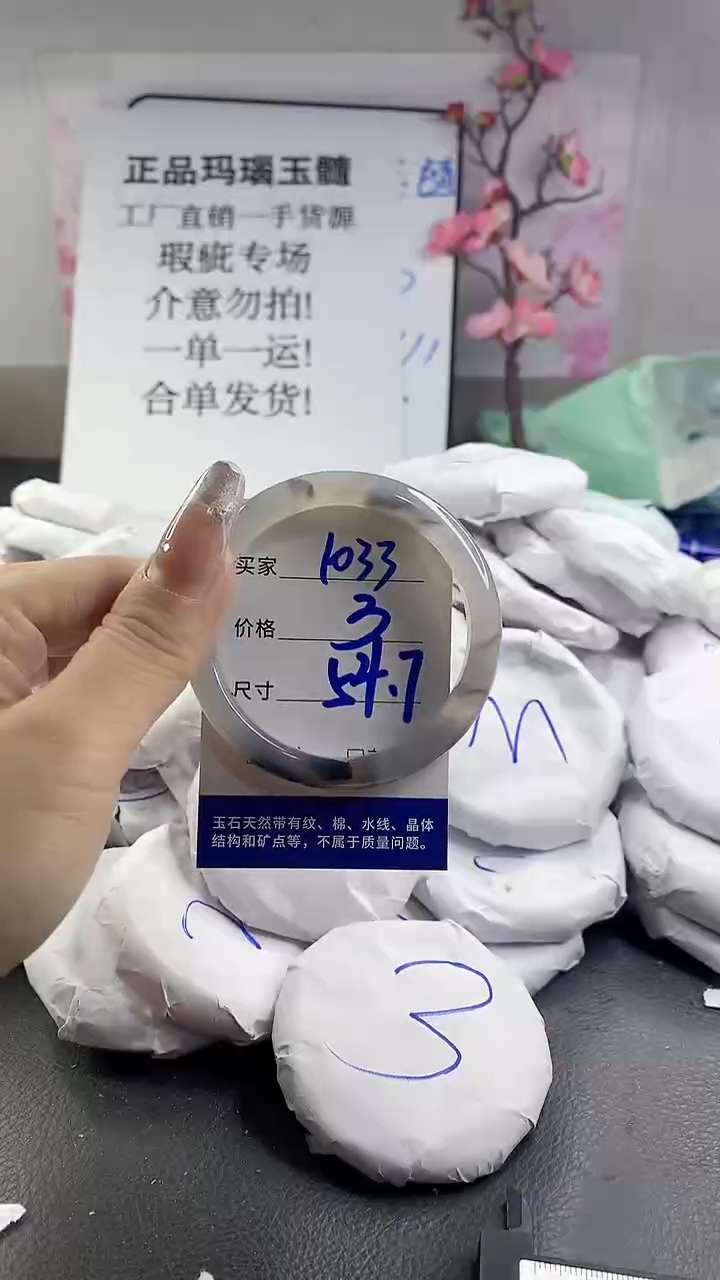 正品玛瑙玉髓
工厂直销一手货源
瑕疵专场
介意勿拍!
一单一运!
合单发货!
买家 1033
价格 3
尺寸 54.7
玉石天然带有纹、棉、水线、晶体
结构和矿点等，不属于质量问题。
3